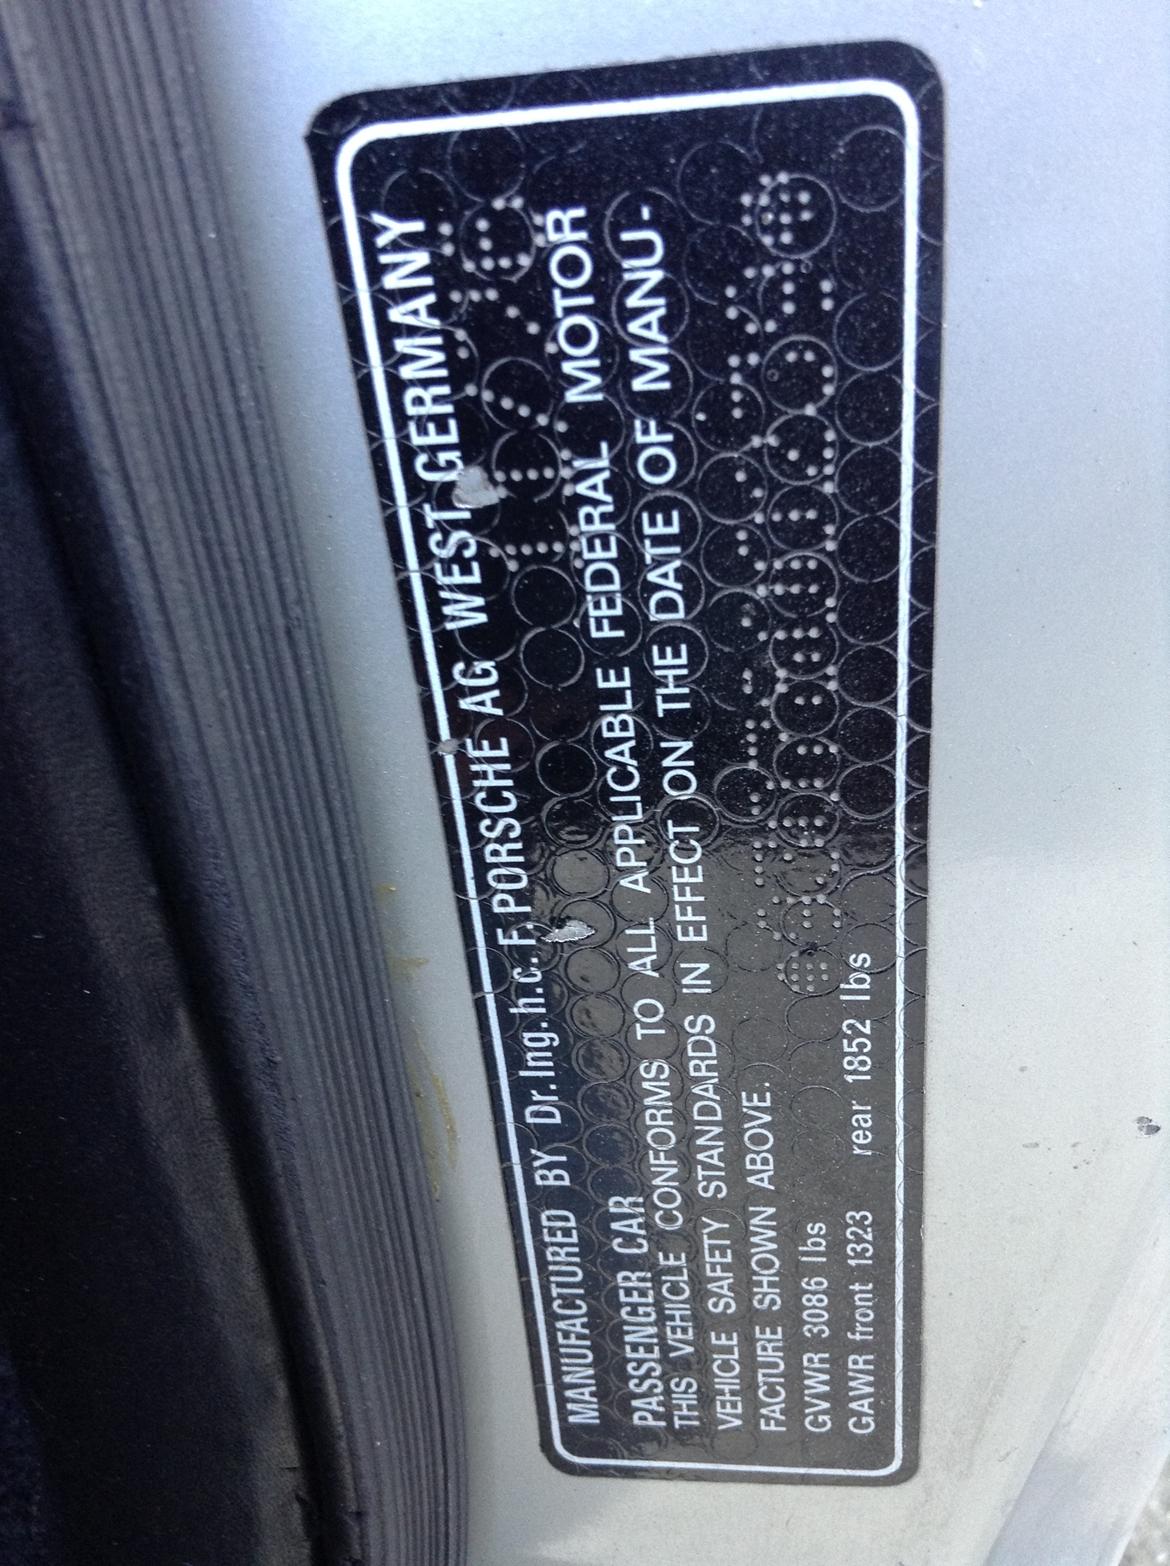 MANUFACTURED BY Dr. Ing. h.c. F. PORSCHE AG WEST GERMANY
PASSENGER CAR
THIS VEHICLE CONFORMS TO ALL APPLICABLE FEDERAL MOTOR
VEHICLE SAFETY STANDARDS IN EFFECT ON THE DATE OF MANU-
FACTURE SHOWN ABOVE.
GVWR 3086 lbs
GAWR front 1323 rear 1852 lbs